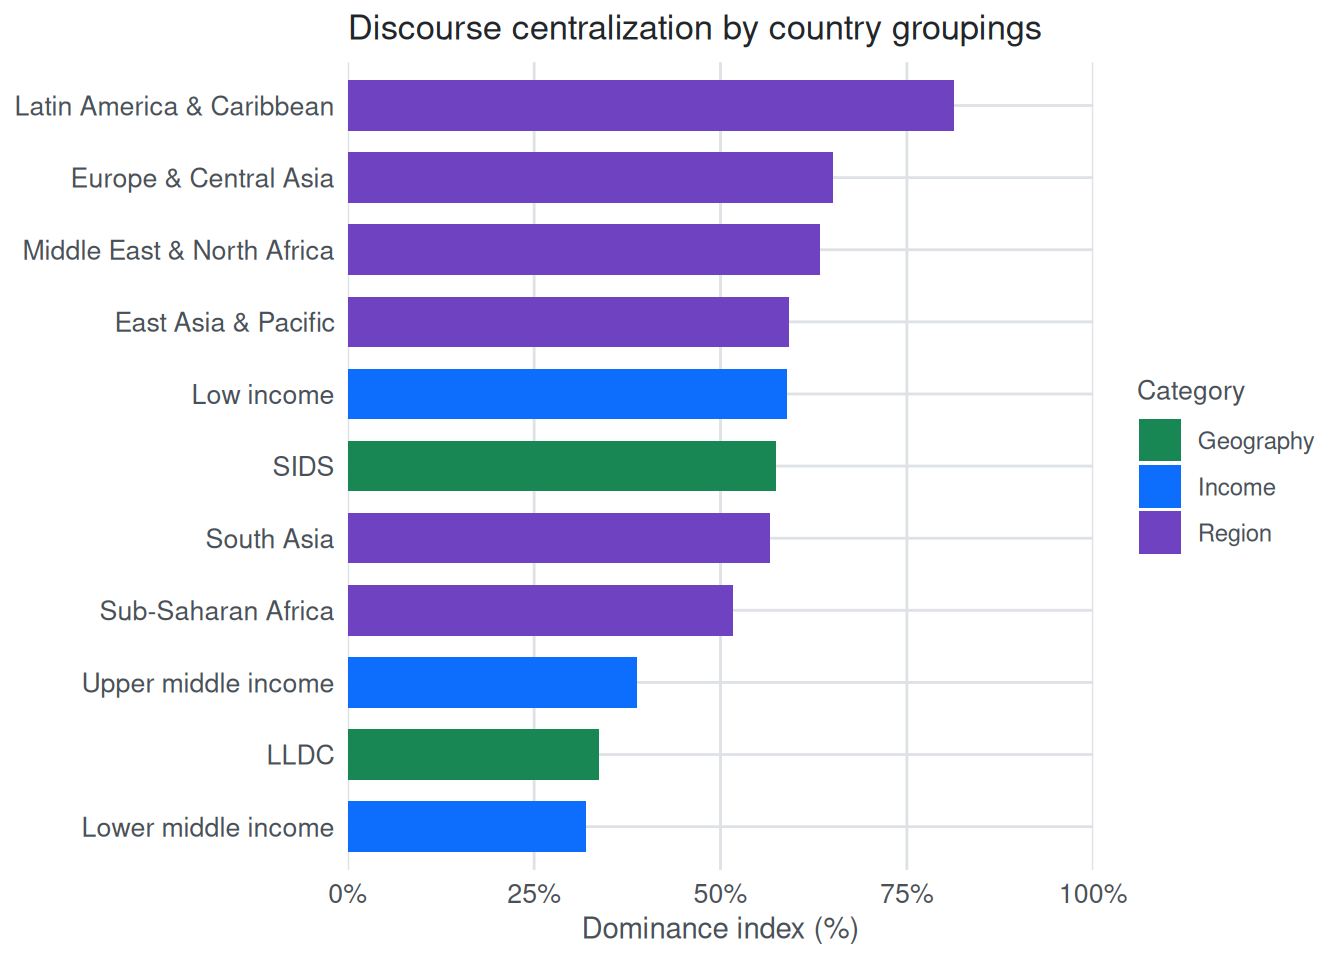 Discourse centralization by country groupings
Latin America & Caribbean
Europe & Central Asia
Middle East & North Africa
East Asia & Pacific
Low income
SIDS
South Asia
Sub-Saharan Africa
Upper middle income
LLDC
Lower middle income
0% 25% 50% 75% 100%
Dominance index (%)
Category
Geography
Income
Region